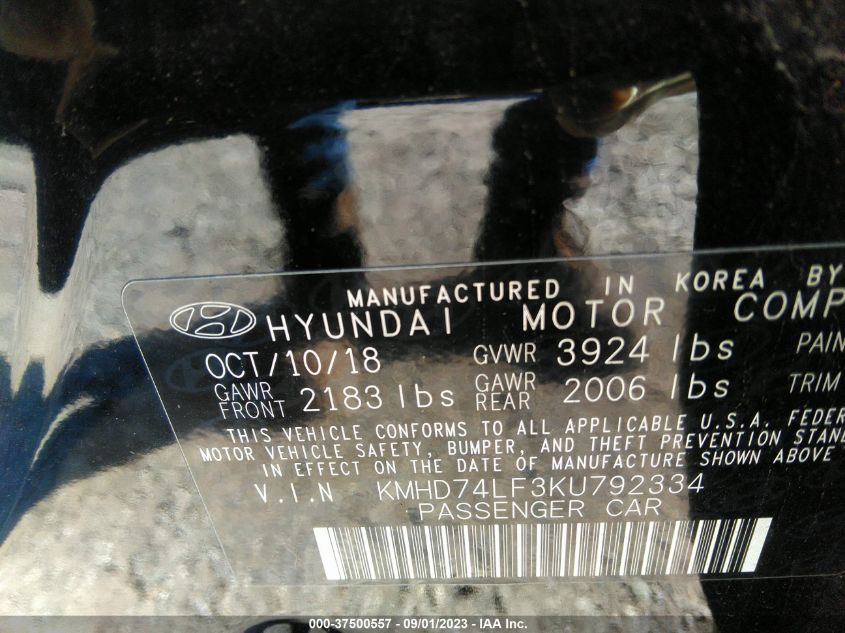 MANUFACTURED IN KOREA BY
HYUNDAI MOTOR COMP
OCT/10/18 GVWR 3924 lbs PAIN
GAWR FRONT 2183 lbs GAWR REAR 2006 lbs TRIM
THIS VEHICLE CONFORMS TO ALL APPLICABLE U.S.A. FEDER
MOTOR VEHICLE SAFETY, BUMPER, AND THEFT PREVENTION STAN
IN EFFECT ON THE DATE OF MANUFACTURE SHOWN ABOVE
V.I.N KMHD74LF3KU792334
PASSENGER CAR
000-37500557 - 09/01/2023 - IAA Inc.